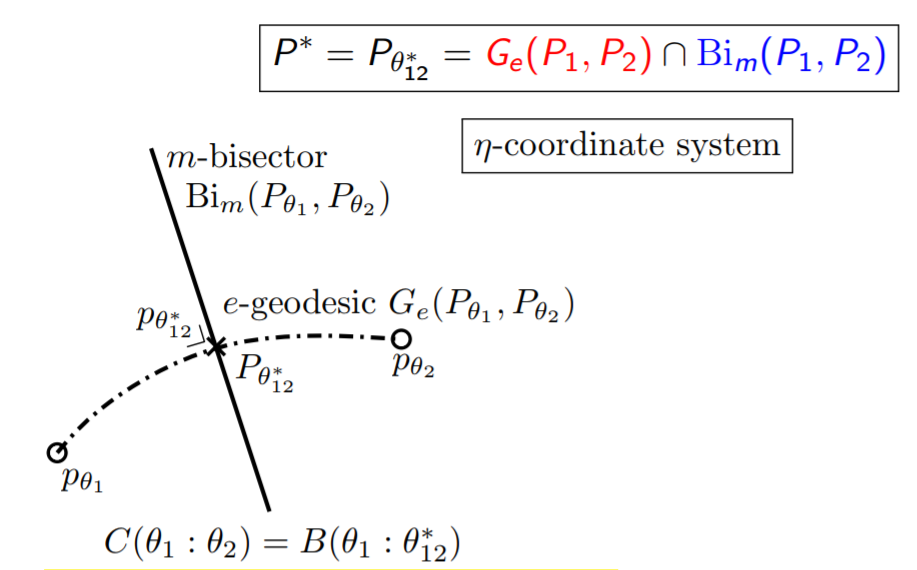 P* = P_{θ*_{12}} = G_e(P_1, P_2) ∩ Bi_m(P_1, P_2)
η-coordinate system
m-bisector
Bi_m(P_{θ_1}, P_{θ_2})
e-geodesic G_e(P_{θ_1}, P_{θ_2})
p_{θ*_{12}}
P_{θ*_{12}}
p_{θ_2}
p_{θ_1}
C(θ_1 : θ_2) = B(θ_1 : θ*_{12})